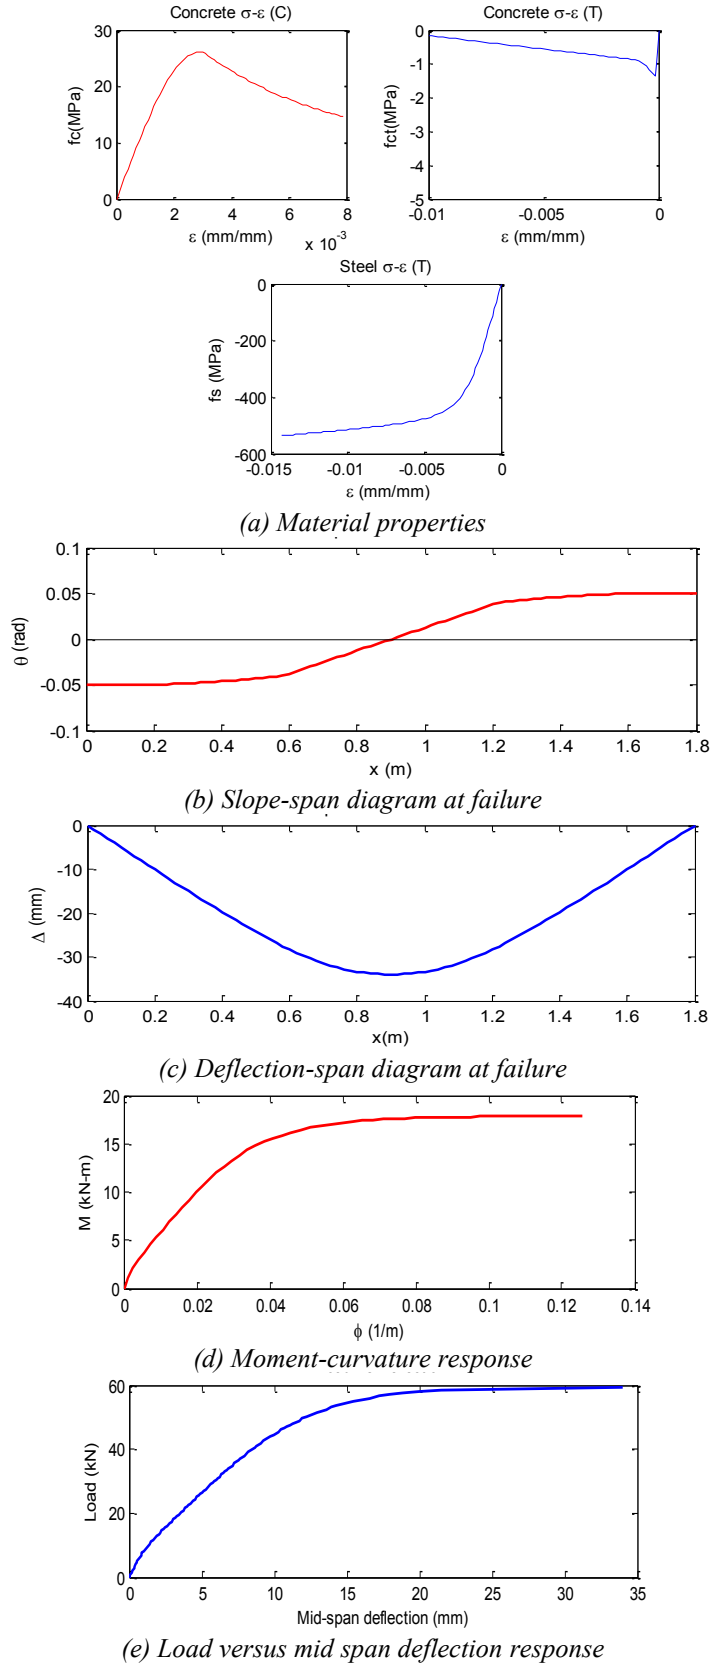 Concrete σ-ε (C)
30
20
10
0
fc(MPa)
0 2 4 6 8
ε (mm/mm)
x 10⁻³
Concrete σ-ε (T)
0
-1
-2
-3
-4
-5
fct(MPa)
-0.01 -0.005 0
ε (mm/mm)
Steel σ-ε (T)
0
-200
-400
-600
fs (MPa)
-0.015 -0.01 -0.005 0
ε (mm/mm)
(a) Material properties
0.1
0.05
0
-0.05
-0.1
θ (rad)
0 0.2 0.4 0.6 0.8 1 1.2 1.4 1.6 1.8
x (m)
(b) Slope-span diagram at failure
0
-10
-20
-30
-40
Δ (mm)
0 0.2 0.4 0.6 0.8 1 1.2 1.4 1.6 1.8
x(m)
(c) Deflection-span diagram at failure
20
15
10
5
0
M (kN-m)
0 0.02 0.04 0.06 0.08 0.1 0.12 0.14
ϕ (1/m)
(d) Moment-curvature response
60
40
20
0
Load (kN)
0 5 10 15 20 25 30 35
Mid-span deflection (mm)
(e) Load versus mid span deflection response